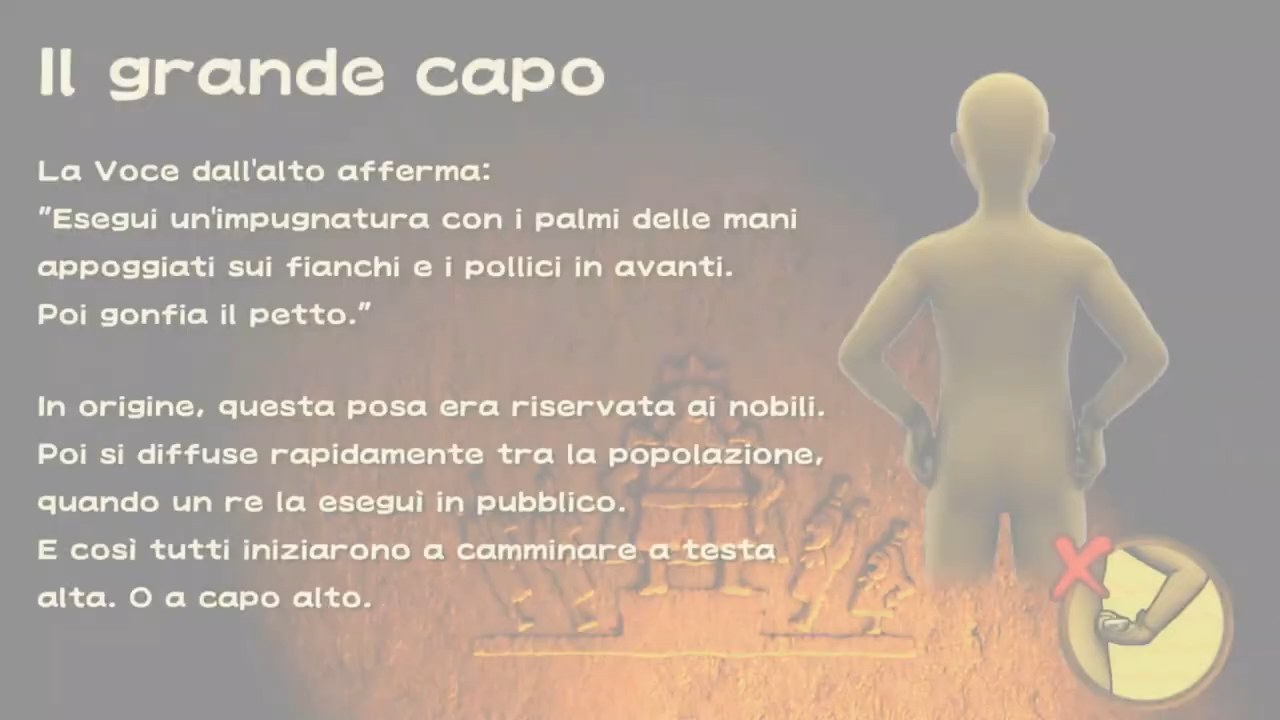 Il grande capo
La Voce dall'alto afferma:
"Esegui un'impugnatura con i palmi delle mani
appoggiati sui fianchi e i pollici in avanti.
Poi gonfia il petto."
In origine, questa posa era riservata ai nobili.
Poi si diffuse rapidamente tra la popolazione,
quando un re la eseguì in pubblico.
E così tutti iniziarono a camminare a testa
alta. O a capo alto.